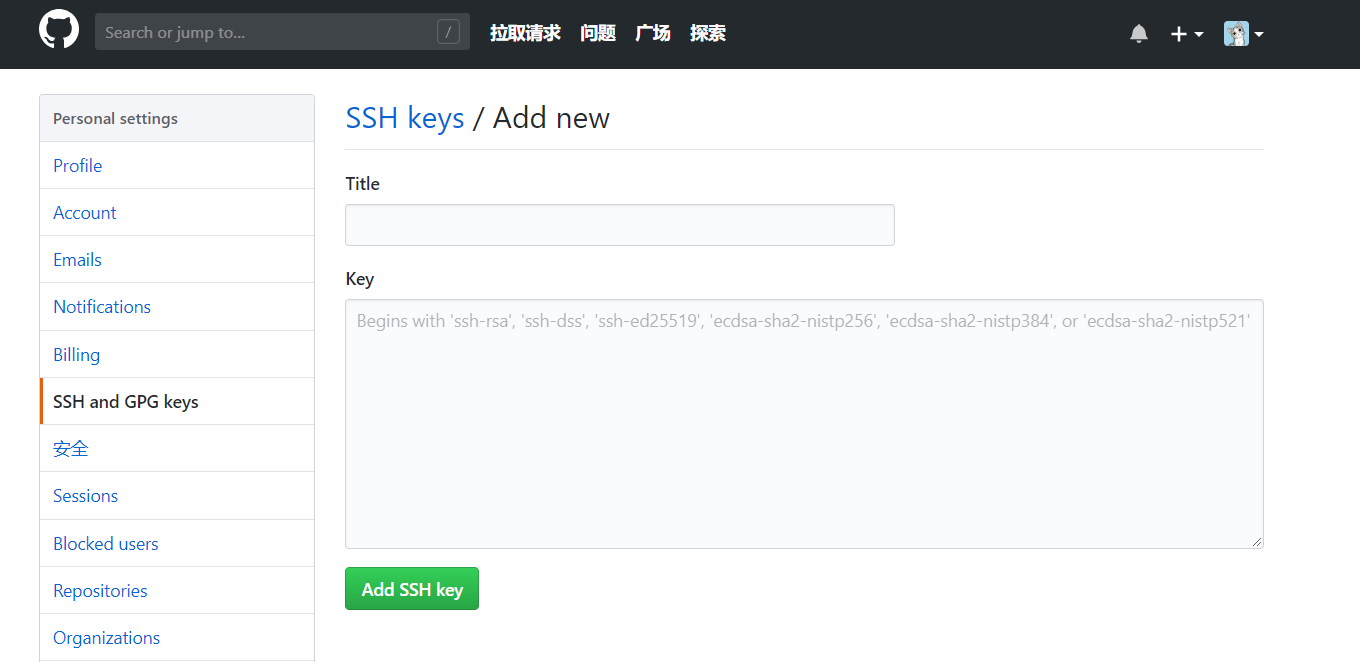 Search or jump to... / 拉取请求 问题 广场 探索
Personal settings
Profile
Account
Emails
Notifications
Billing
SSH and GPG keys
安全
Sessions
Blocked users
Repositories
Organizations
SSH keys / Add new
Title
Key
Begins with 'ssh-rsa', 'ssh-dss', 'ssh-ed25519', 'ecdsa-sha2-nistp256', 'ecdsa-sha2-nistp384', or 'ecdsa-sha2-nistp521'
Add SSH key